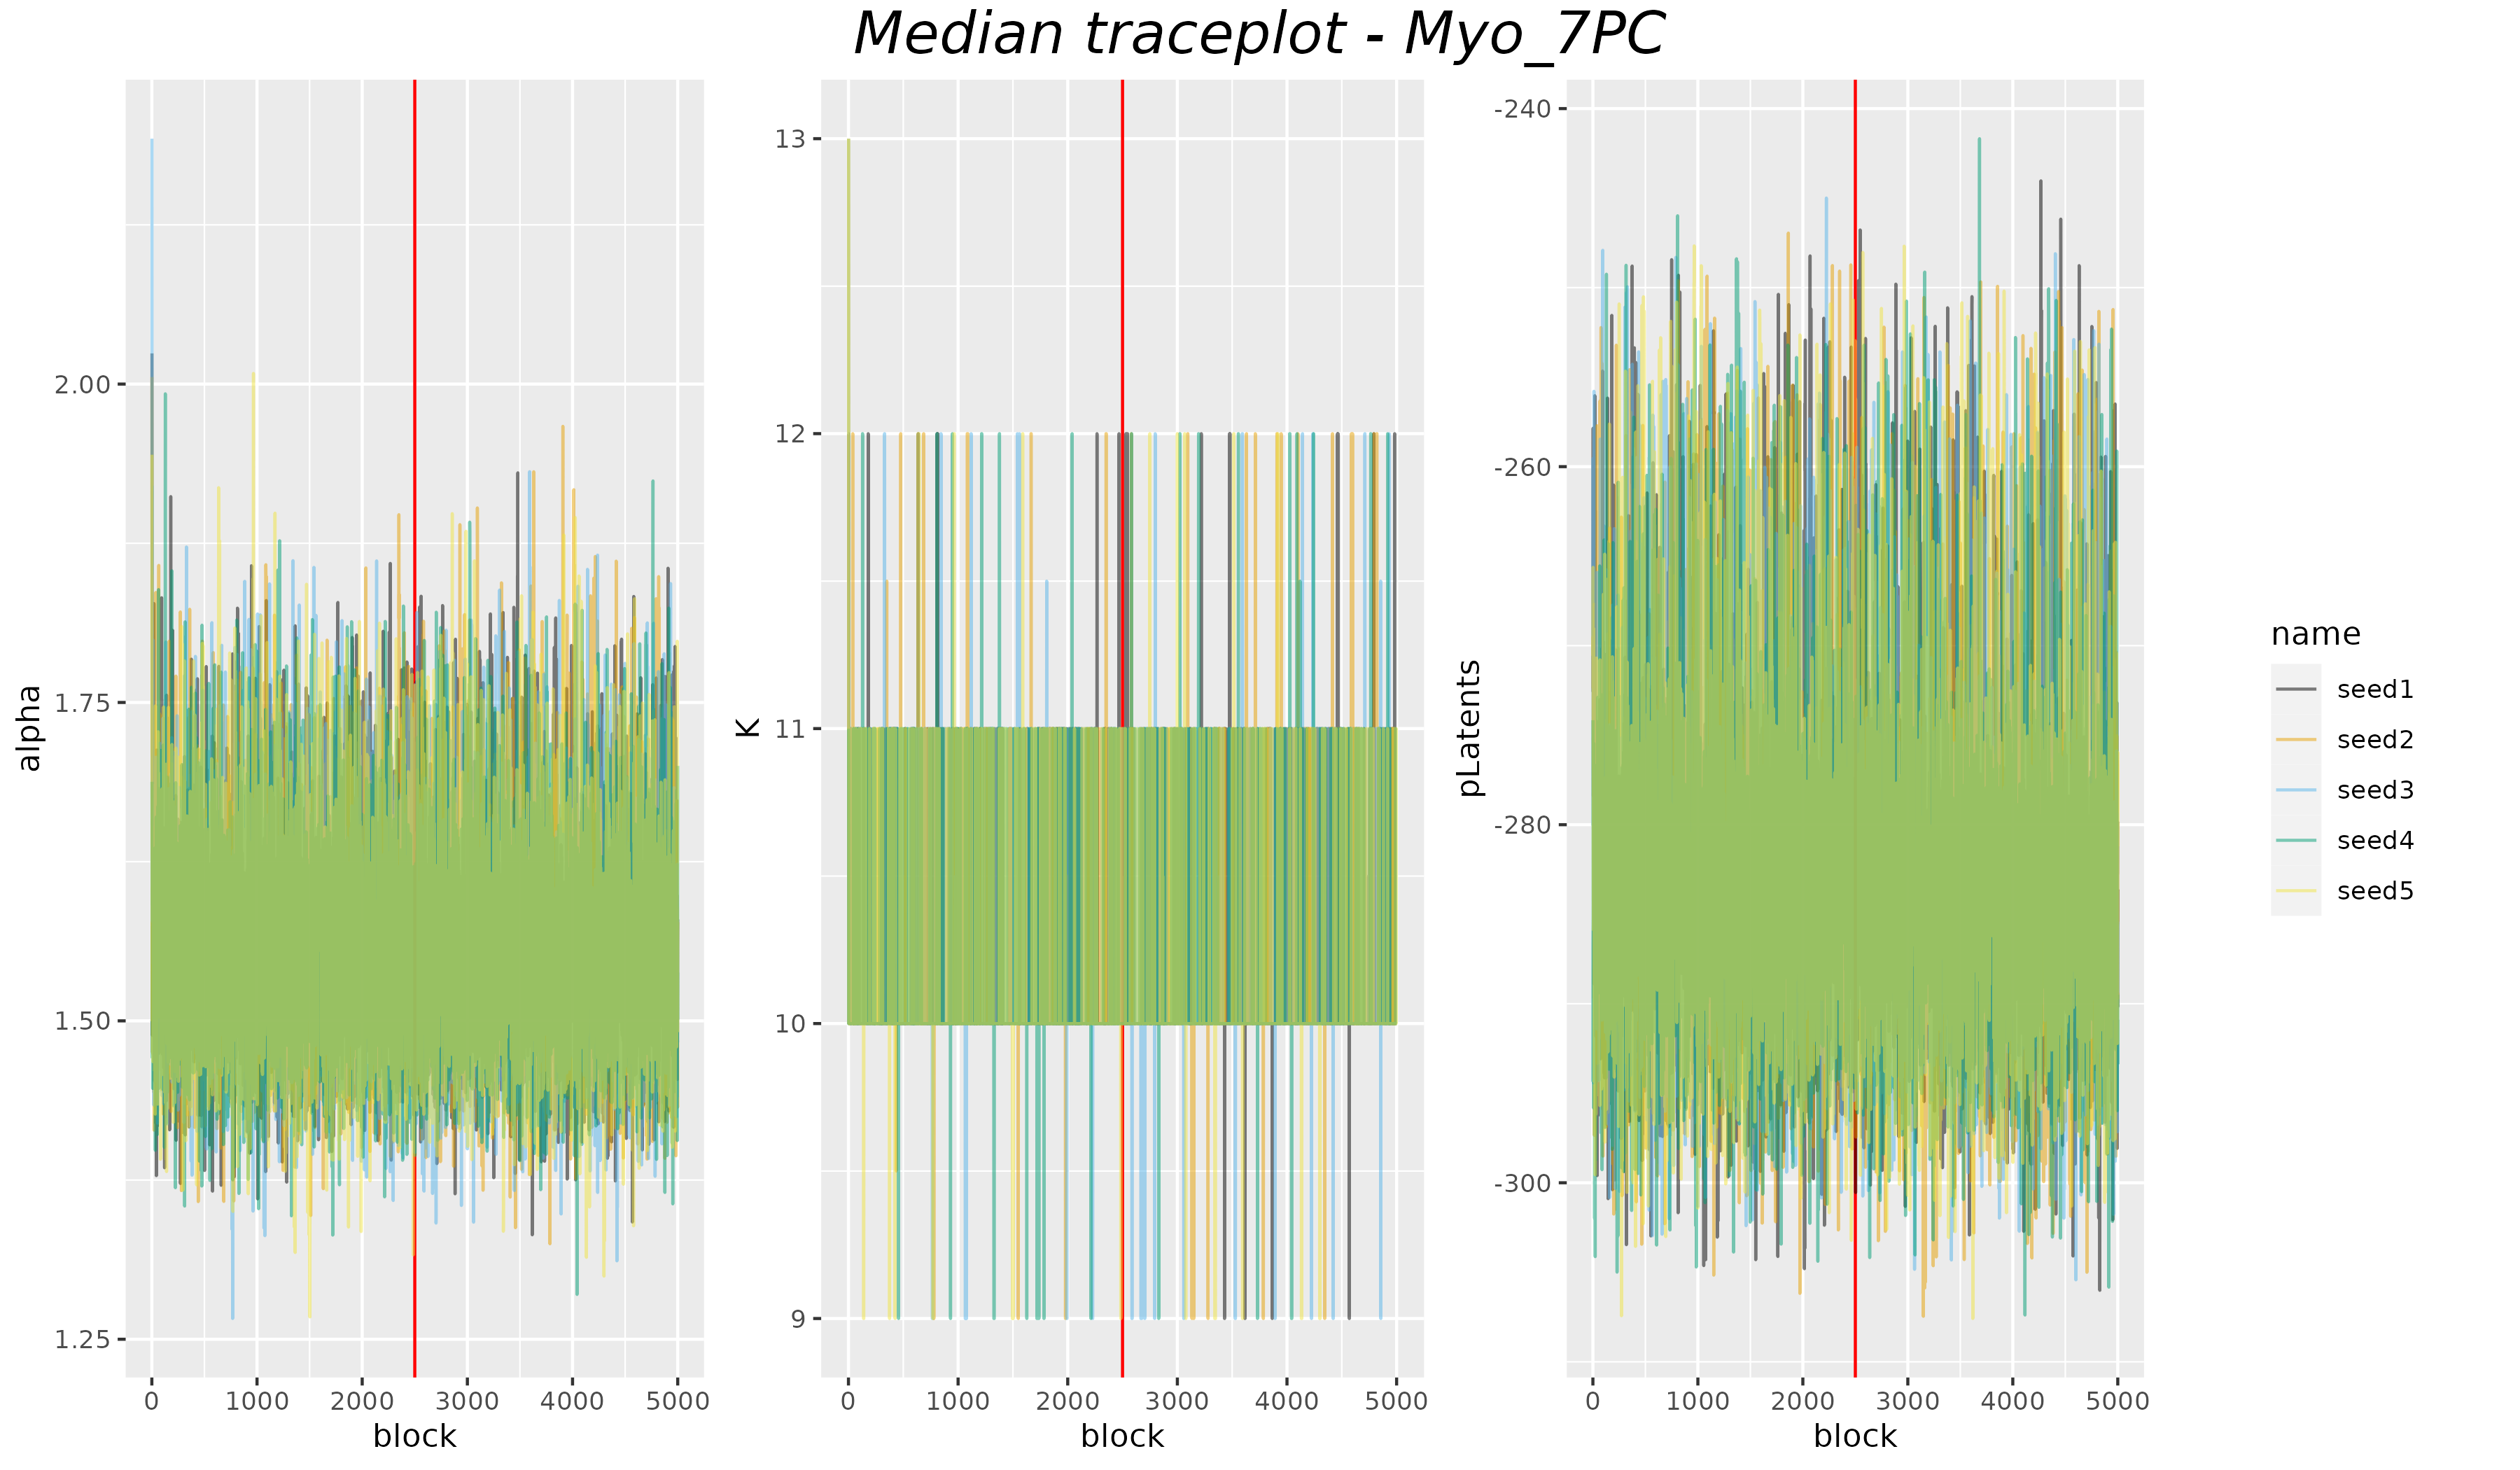 Median traceplot - Myo_7PC
alpha
2.00
1.75
1.50
1.25
0 1000 2000 3000 4000 5000
block
K
13
12
11
10
9
0 1000 2000 3000 4000 5000
block
pLatents
-240
-260
-280
-300
0 1000 2000 3000 4000 5000
block
name
seed1
seed2
seed3
seed4
seed5